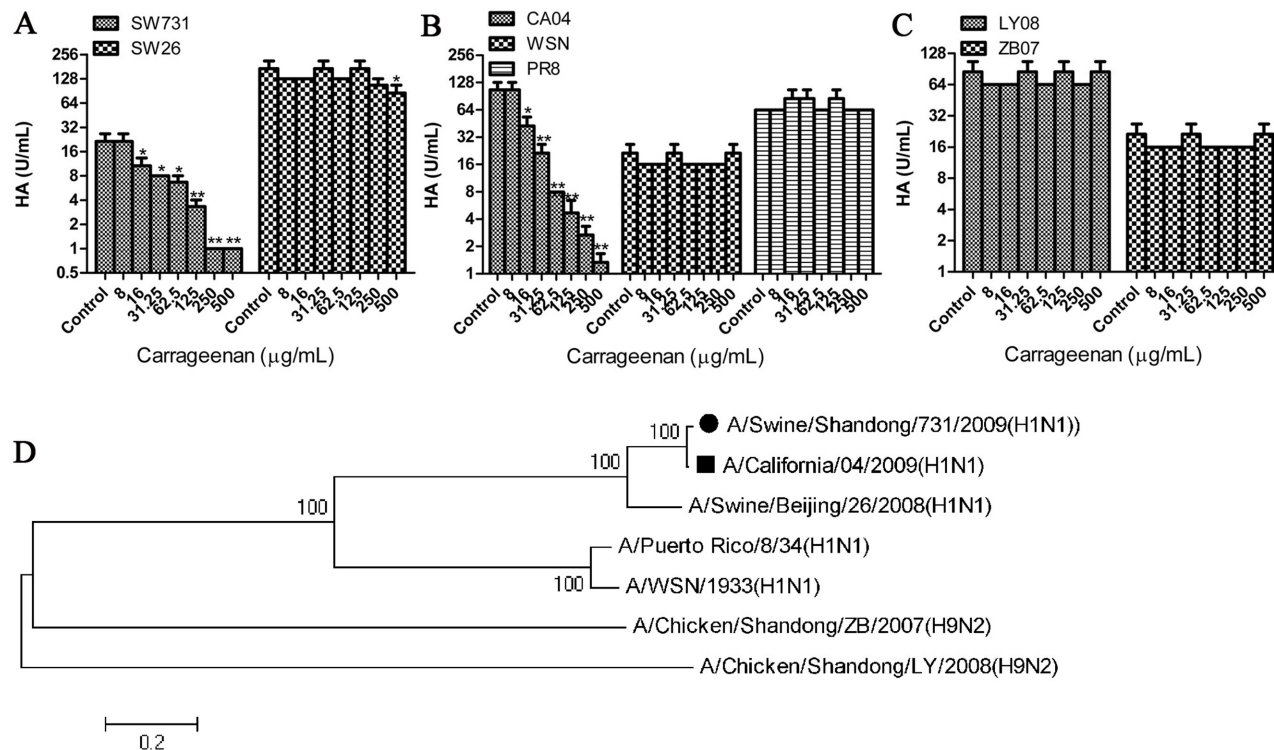 A
SW731
SW26
HA (U/mL)
256
128
64
32
16
8
4
2
1
0.5
* * * ** ** ** *
Control 8 16 31.25 62.5 125 250 500 Control 8 16 31.25 62.5 125 250 500
Carrageenan (μg/mL)
B
CA04
WSN
PR8
HA (U/mL)
256
128
64
32
16
8
4
2
1
* ** ** ** ** **
Control 8 16 31.25 62.5 125 250 500 Control 8 16 31.25 62.5 125 250 500 Control 8 16 31.25 62.5 125 250 500
Carrageenan (μg/mL)
C
LY08
ZB07
HA (U/mL)
128
64
32
16
8
4
2
1
Control 8 16 31.25 62.5 125 250 500 Control 8 16 31.25 62.5 125 250 500
Carrageenan (μg/mL)
D
100
A/Swine/Shandong/731/2009(H1N1))
100
A/California/04/2009(H1N1)
100
A/Swine/Beijing/26/2008(H1N1)
A/Puerto Rico/8/34(H1N1)
100
A/WSN/1933(H1N1)
A/Chicken/Shandong/ZB/2007(H9N2)
A/Chicken/Shandong/LY/2008(H9N2)
0.2